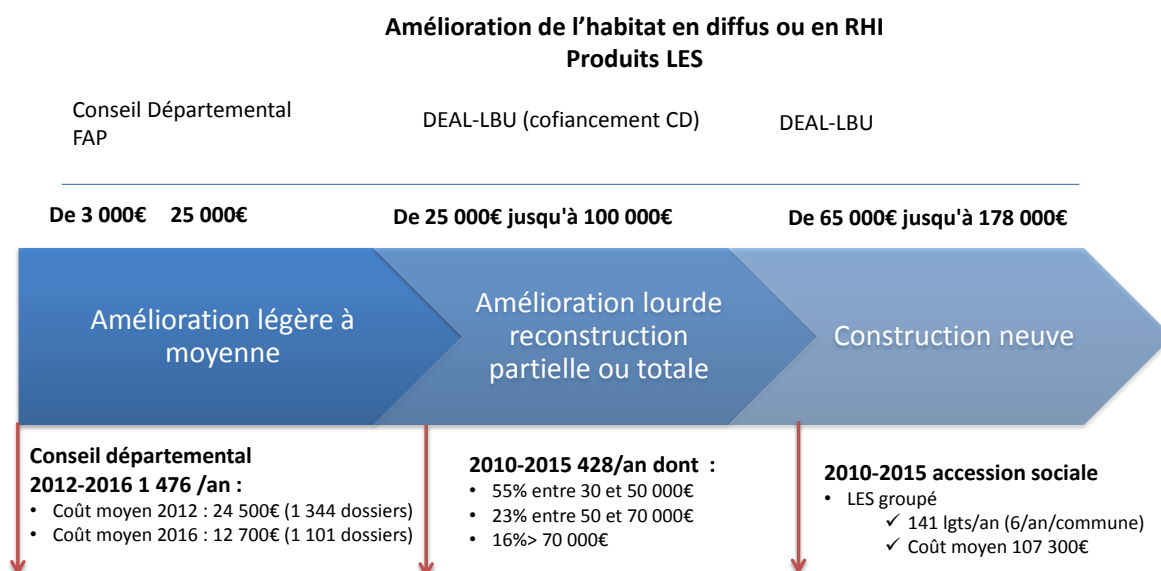 Amélioration de l'habitat en diffus ou en RHI
Produits LES
Conseil Départemental
FAP
DEAL-LBU (cofiancement CD)
DEAL-LBU
De 3 000€ 25 000€
De 25 000€ jusqu'à 100 000€
De 65 000€ jusqu'à 178 000€
Amélioration légère à
moyenne
Amélioration lourde
reconstruction
partielle ou totale
Construction neuve
Conseil départemental
2012-2016 1 476 /an :
• Coût moyen 2012 : 24 500€ (1 344 dossiers)
• Coût moyen 2016 : 12 700€ (1 101 dossiers)
2010-2015 428/an dont :
• 55% entre 30 et 50 000€
• 23% entre 50 et 70 000€
• 16%> 70 000€
2010-2015 accession sociale
• LES groupé
✓ 141 lgts/an (6/an/commune)
✓ Coût moyen 107 300€